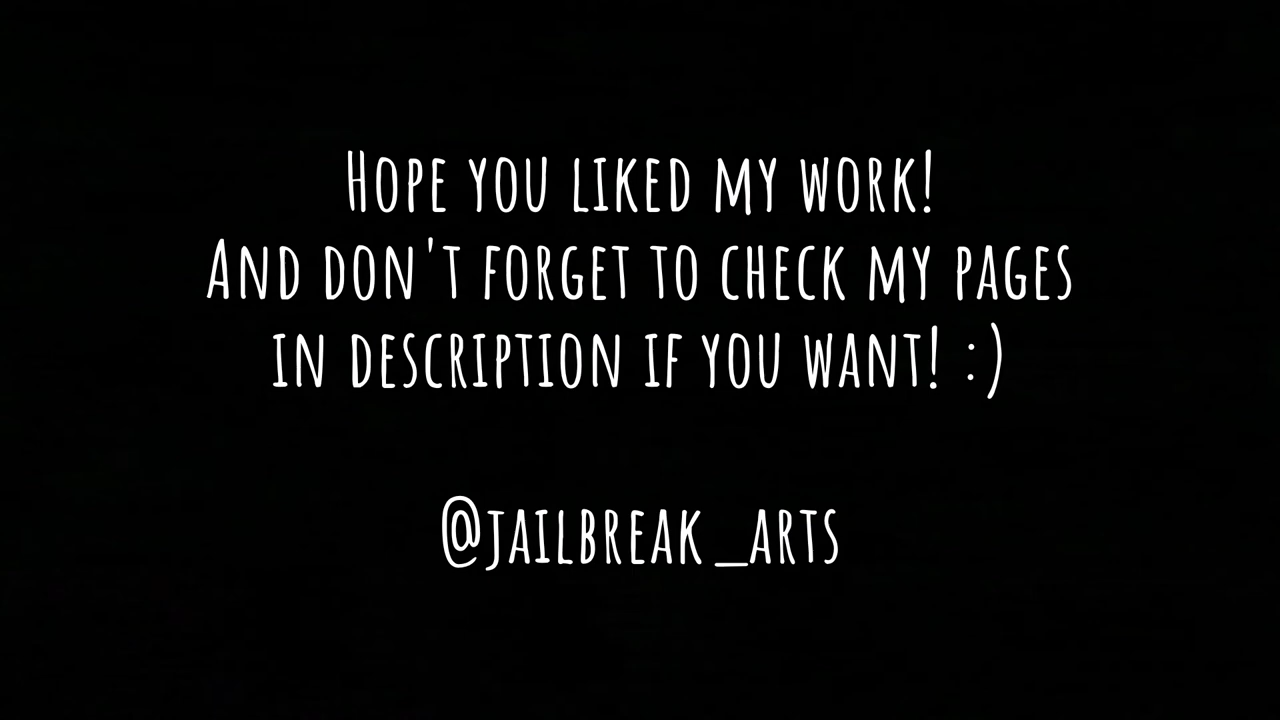 Hope you liked my work!
And don't forget to check my pages
in description if you want! :)
@jailbreak_arts